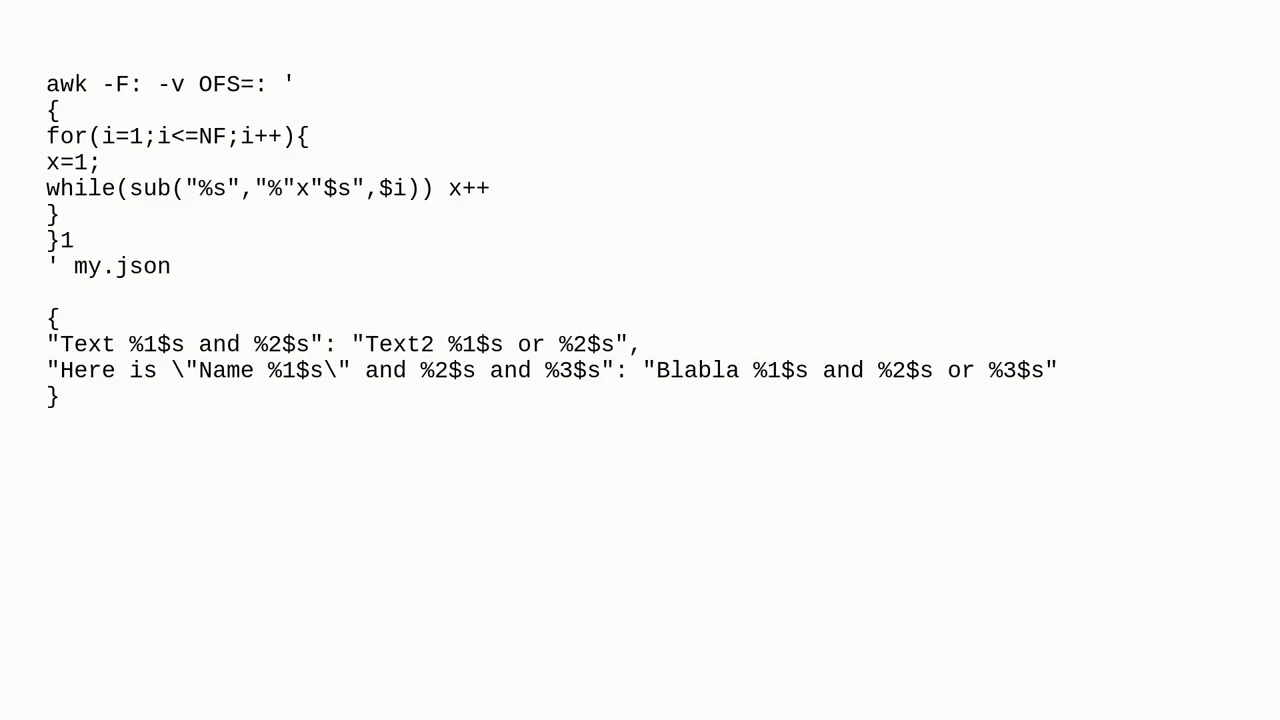 awk -F: -v OFS=: '
{
for(i=1;i<=NF;i++){
x=1;
while(sub("%s","%"x"$s",$i)) x++
}
}1
' my.json

{
"Text %1$s and %2$s": "Text2 %1$s or %2$s",
"Here is \"Name %1$s\" and %2$s and %3$s": "Blabla %1$s and %2$s or %3$s"
}